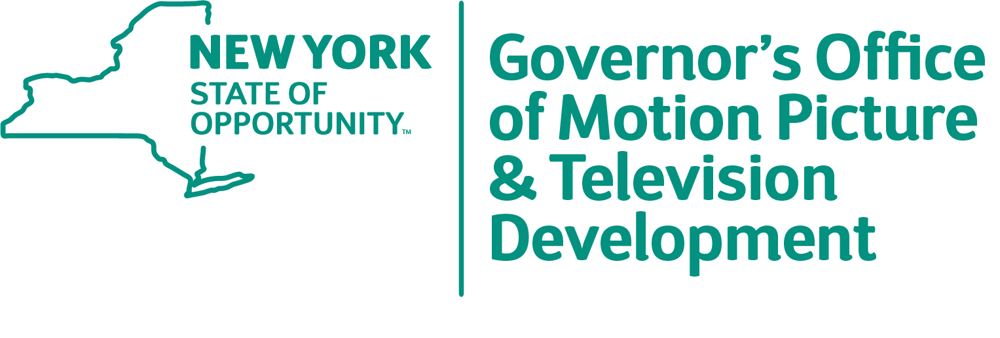 NEW YORK
STATE OF
OPPORTUNITY™
Governor’s Office
of Motion Picture
& Television
Development